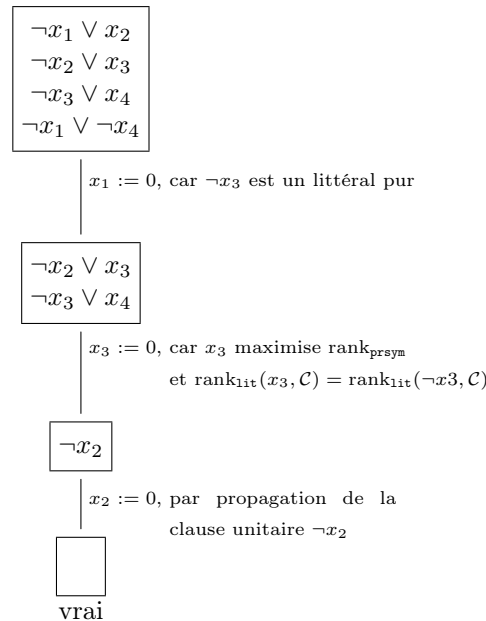 ¬x₁ ∨ x₂
¬x₂ ∨ x₃
¬x₃ ∨ x₄
¬x₁ ∨ ¬x₄
x₁ := 0, car ¬x₃ est un littéral pur
¬x₂ ∨ x₃
¬x₃ ∨ x₄
x₃ := 0, car x₃ maximise rank_prsym
et rank_lit(x₃, C) = rank_lit(¬x3, C)
¬x₂
x₂ := 0, par propagation de la
clause unitaire ¬x₂
vrai